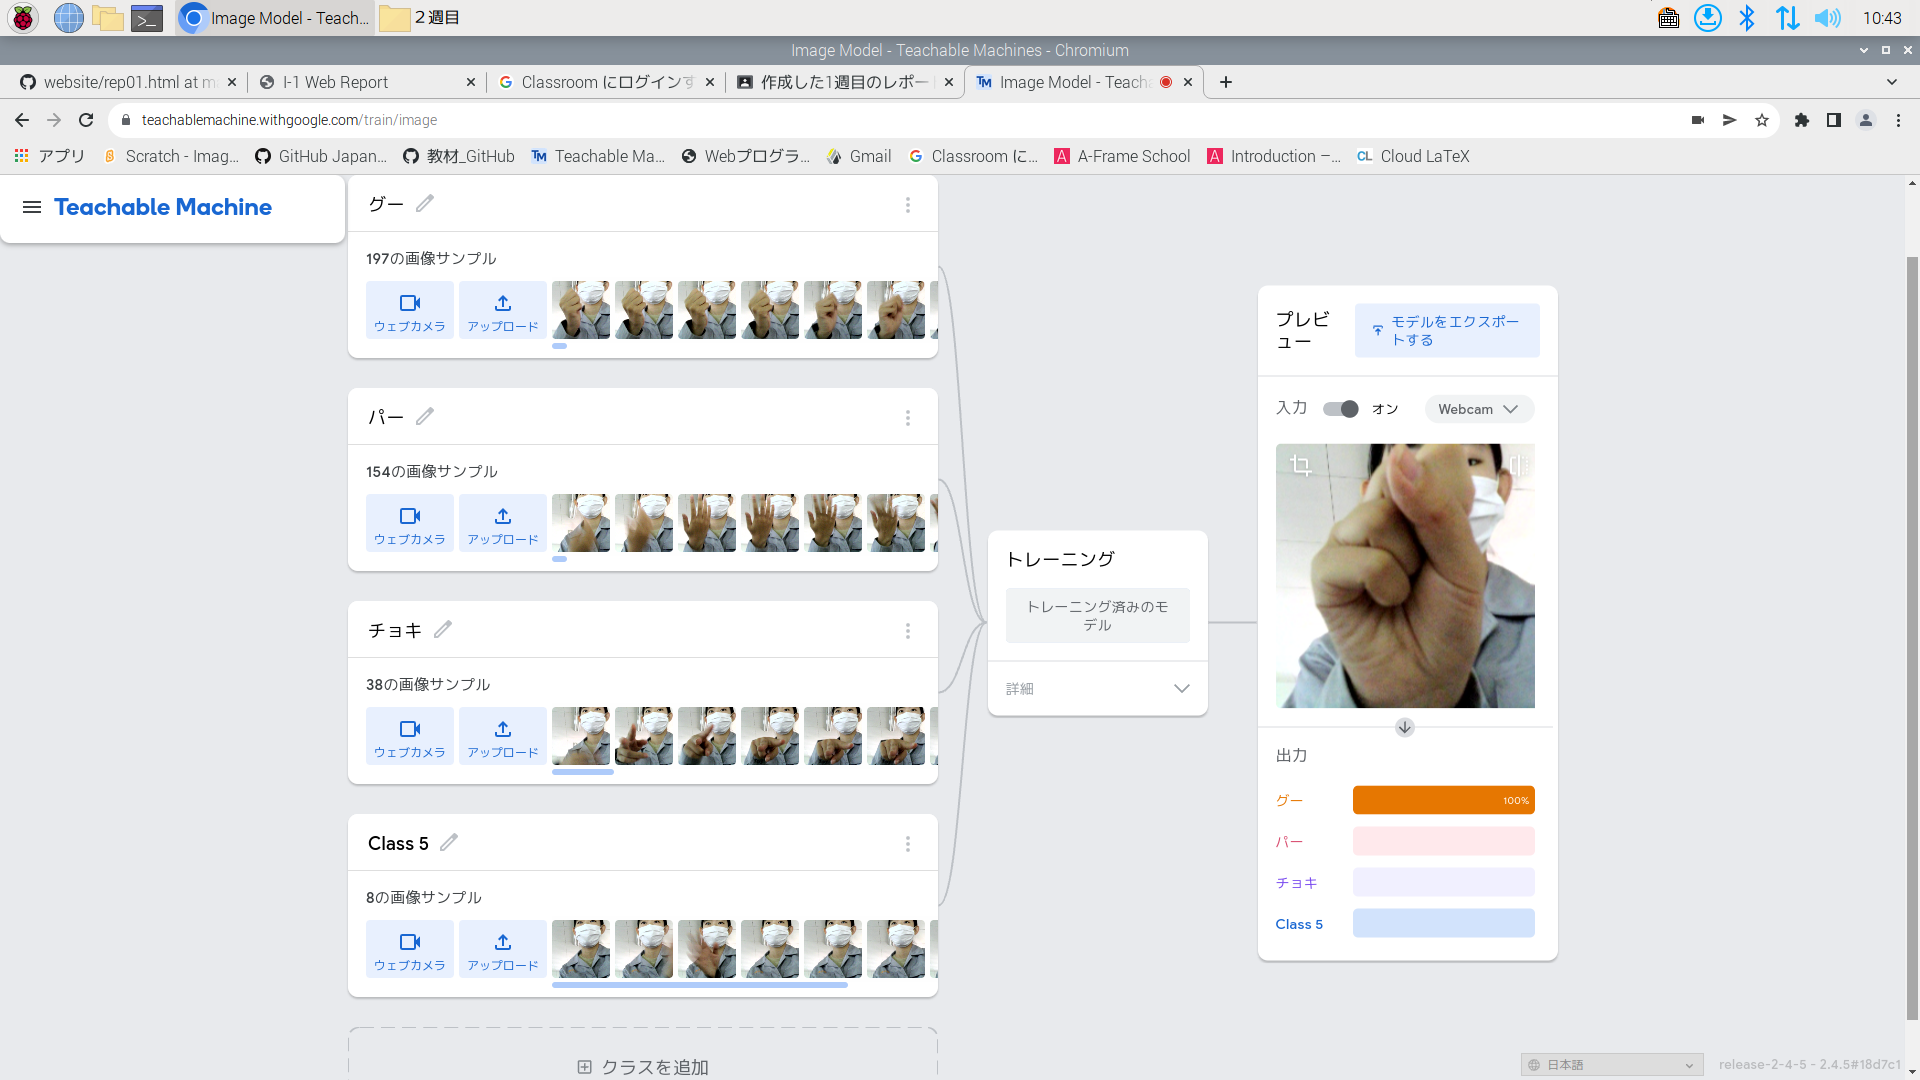 Image Model - Teach...
２週目
10:43
Image Model - Teachable Machines - Chromium
website/rep01.html at m
I-1 Web Report
Classroom にログインす
作成した1週目のレポー
Image Model - Teach
teachablemachine.withgoogle.com/train/image
アプリ
Scratch - Imag...
GitHub Japan...
教材_GitHub
Teachable Ma...
Webプログラ...
Gmail
Classroom に...
A-Frame School
Introduction –...
CL Cloud LaTeX
Teachable Machine
グー
197の画像サンプル
ウェブカメラ
アップロード
パー
154の画像サンプル
ウェブカメラ
アップロード
チョキ
38の画像サンプル
ウェブカメラ
アップロード
Class 5
8の画像サンプル
ウェブカメラ
アップロード
クラスを追加
トレーニング
トレーニング済みのモ
デル
詳細
プレビ
ュー
モデルをエクスポー
トする
入力
オン
Webcam
出力
グー
100%
パー
チョキ
Class 5
日本語
release-2-4-5 - 2.4.5#18d7c1